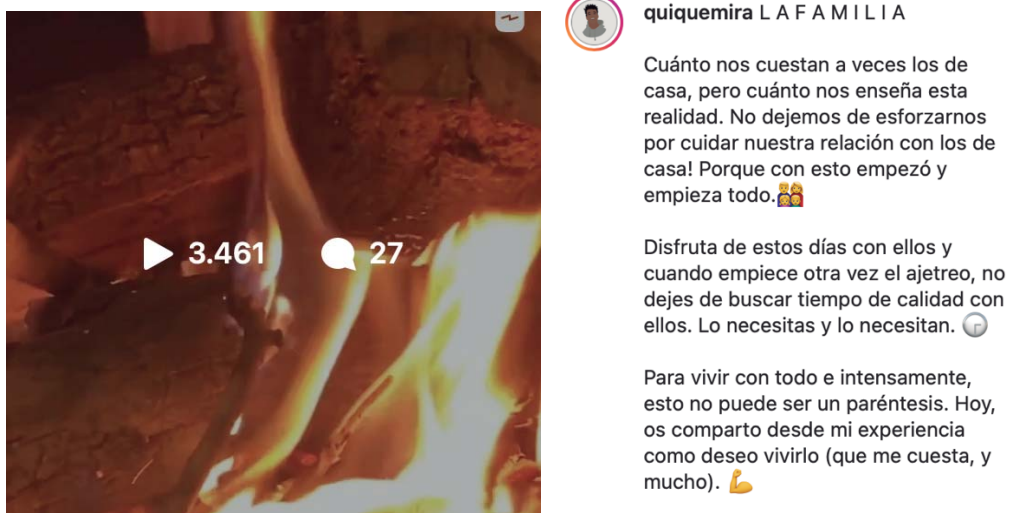 3.461 27
quiquemira L A F A M I L I A
Cuánto nos cuestan a veces los de
casa, pero cuánto nos enseña esta
realidad. No dejemos de esforzarnos
por cuidar nuestra relación con los de
casa! Porque con esto empezó y
empieza todo.👨‍👩‍👧‍👦
Disfruta de estos días con ellos y
cuando empiece otra vez el ajetreo, no
dejes de buscar tiempo de calidad con
ellos. Lo necesitas y lo necesitan. 🕞
Para vivir con todo e intensamente,
esto no puede ser un paréntesis. Hoy,
os comparto desde mi experiencia
como deseo vivirlo (que me cuesta, y
mucho). 💪